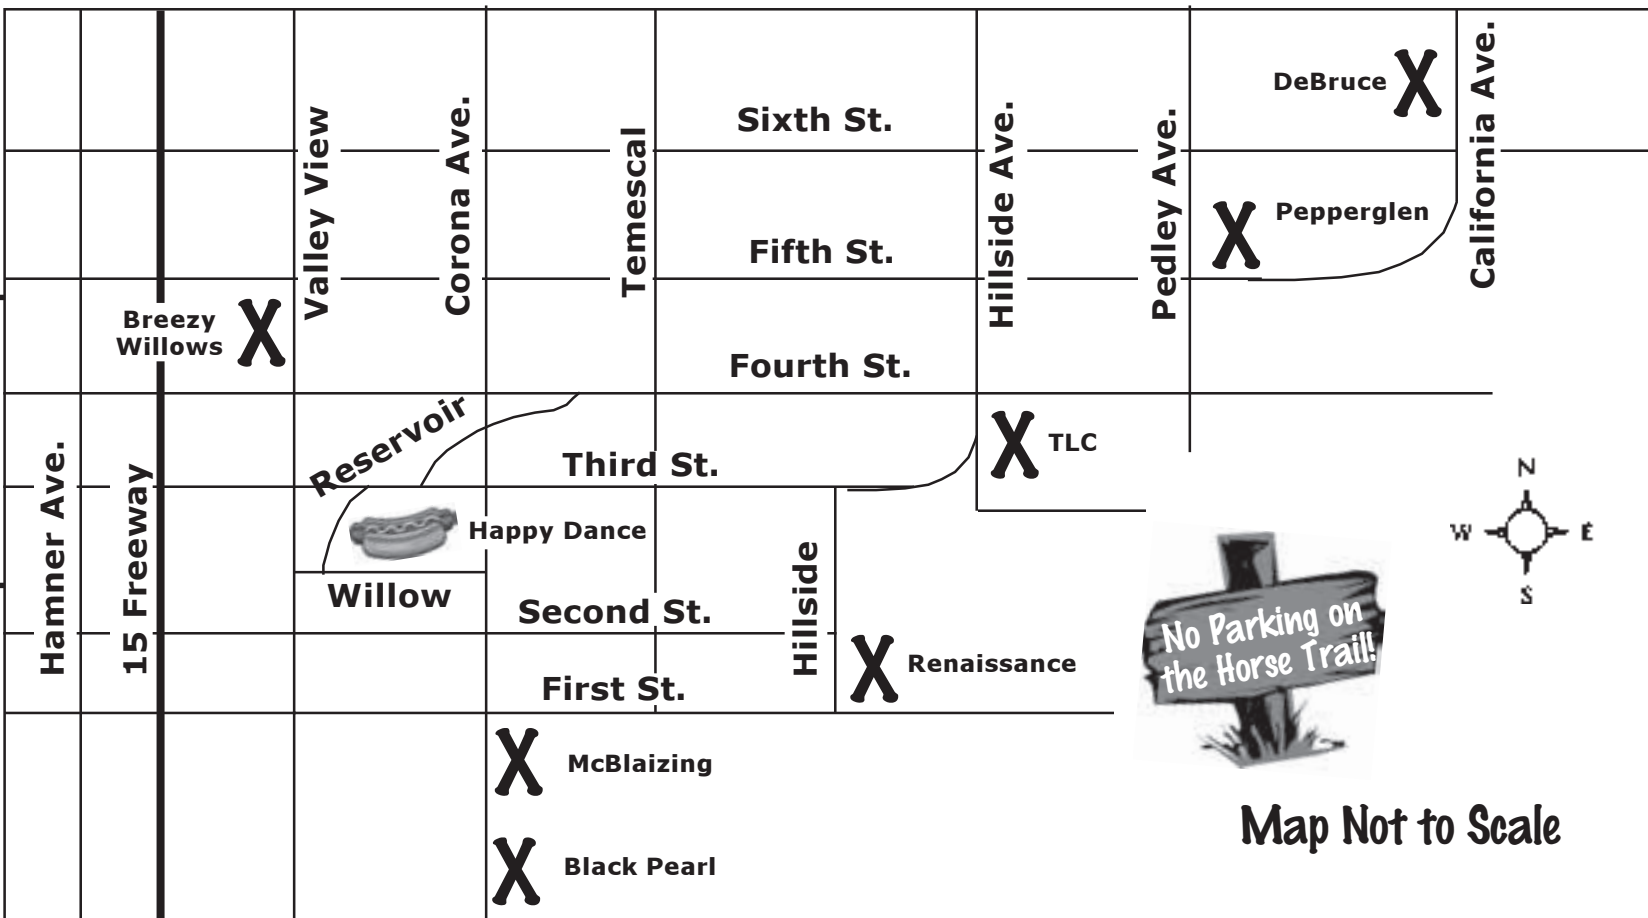 DeBruce
California Ave.
Valley View
Corona Ave.
Temescal
Sixth St.
Hillside Ave.
Pedley Ave.
Pepperglen
Fifth St.
Breezy
Willows
Fourth St.
Reservoir
TLC
Third St.
Hamner Ave.
15 Freeway
N
W
E
S
Happy Dance
Hillside
Willow
Second St.
No Parking on
the Horse Trail!
Renaissance
First St.
McBlaizing
Map Not to Scale
Black Pearl